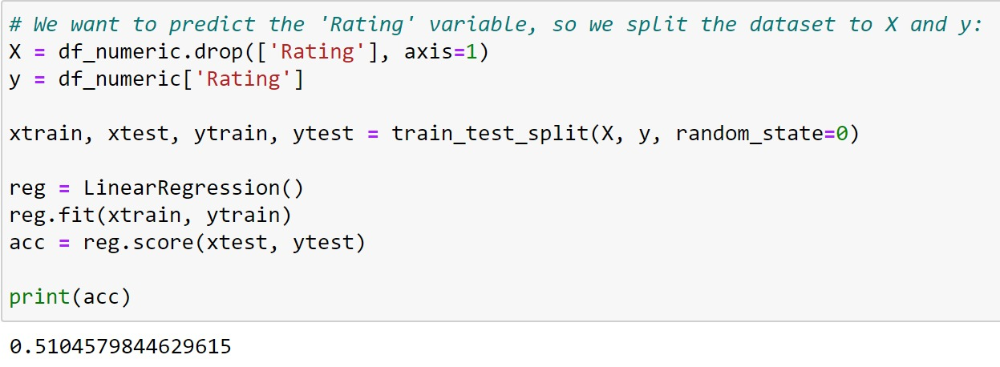 # We want to predict the 'Rating' variable, so we split the dataset to X and y:
X = df_numeric.drop(['Rating'], axis=1)
y = df_numeric['Rating']
xtrain, xtest, ytrain, ytest = train_test_split(X, y, random_state=0)
reg = LinearRegression()
reg.fit(xtrain, ytrain)
acc = reg.score(xtest, ytest)
print(acc)
0.5104579844629615